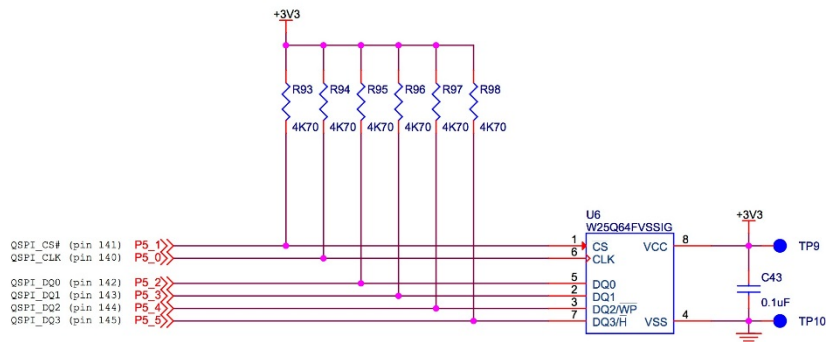 +3V3
R93 R94 R95 R96 R97 R98
4K70 4K70 4K70 4K70 4K70 4K70
U6
W25Q64FVSSIG
+3V3
QSPI_CS# (pin 141) P5_1 1 CS VCC 8 TP9
QSPI_CLK (pin 140) P5_0 6 CLK
C43
QSPI_DQ0 (pin 142) P5_2 5 DQ0
QSPI_DQ1 (pin 143) P5_3 2 DQ1
0.1uF
QSPI_DQ2 (pin 144) P5_4 3 DQ2/WP
QSPI_DQ3 (pin 145) P5_5 7 DQ3/H VSS 4 TP10